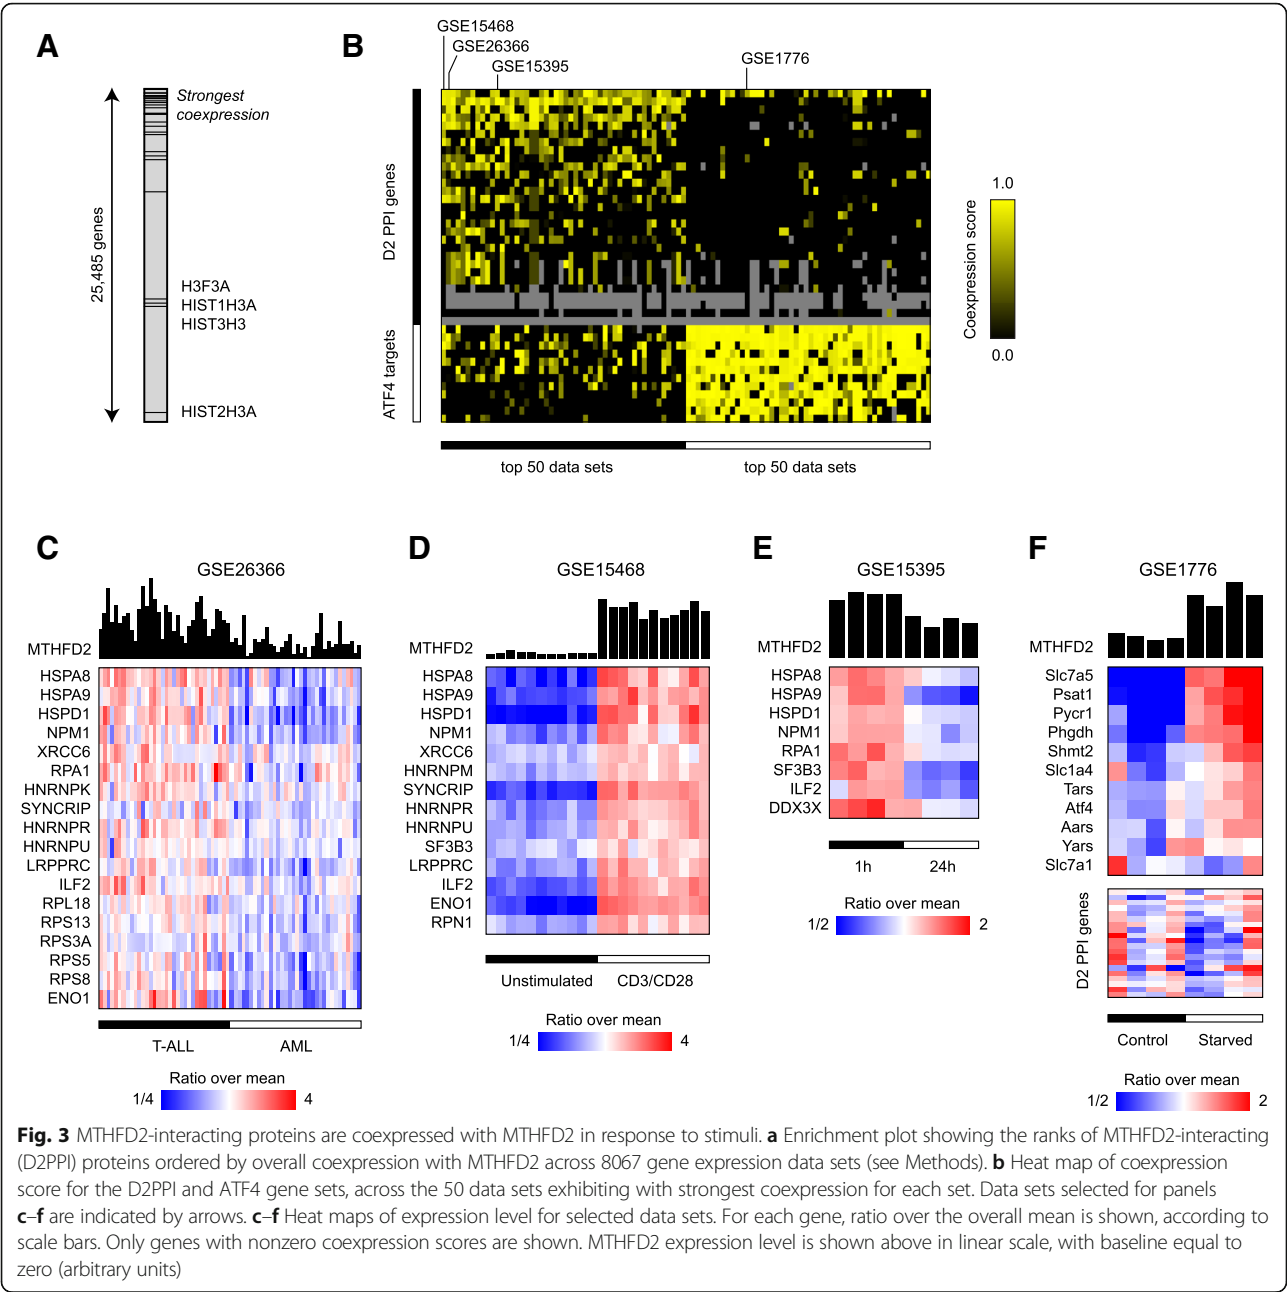 A
Strongest
coexpression
25,485 genes
H3F3A
HIST1H3A
HIST3H3
HIST2H3A
B
GSE15468
GSE26366
GSE15395
GSE1776
D2 PPI genes
ATF4 targets
top 50 data sets
top 50 data sets
1.0
Coexpression score
0.0
C
GSE26366
MTHFD2
HSPA8
HSPA9
HSPD1
NPM1
XRCC6
RPA1
HNRNPK
SYNCRIP
HNRNPR
HNRNPU
LRPPRC
ILF2
RPL18
RPS13
RPS3A
RPS5
RPS8
ENO1
T-ALL AML
Ratio over mean
1/4 4
D
GSE15468
MTHFD2
HSPA8
HSPA9
HSPD1
NPM1
XRCC6
HNRNPM
SYNCRIP
HNRNPR
HNRNPU
SF3B3
LRPPRC
ILF2
ENO1
RPN1
Unstimulated CD3/CD28
Ratio over mean
1/4 4
E
GSE15395
MTHFD2
HSPA8
HSPA9
HSPD1
NPM1
RPA1
SF3B3
ILF2
DDX3X
1h 24h
Ratio over mean
1/2 2
F
GSE1776
MTHFD2
Slc7a5
Psat1
Pycr1
Phgdh
Shmt2
Slc1a4
Tars
Atf4
Aars
Yars
Slc7a1
D2 PPI genes
Control Starved
Ratio over mean
1/2 2
Fig. 3 MTHFD2-interacting proteins are coexpressed with MTHFD2 in response to stimuli. a Enrichment plot showing the ranks of MTHFD2-interacting
(D2PPI) proteins ordered by overall coexpression with MTHFD2 across 8067 gene expression data sets (see Methods). b Heat map of coexpression
score for the D2PPI and ATF4 gene sets, across the 50 data sets exhibiting with strongest coexpression for each set. Data sets selected for panels
c–f are indicated by arrows. c–f Heat maps of expression level for selected data sets. For each gene, ratio over the overall mean is shown, according to
scale bars. Only genes with nonzero coexpression scores are shown. MTHFD2 expression level is shown above in linear scale, with baseline equal to
zero (arbitrary units)